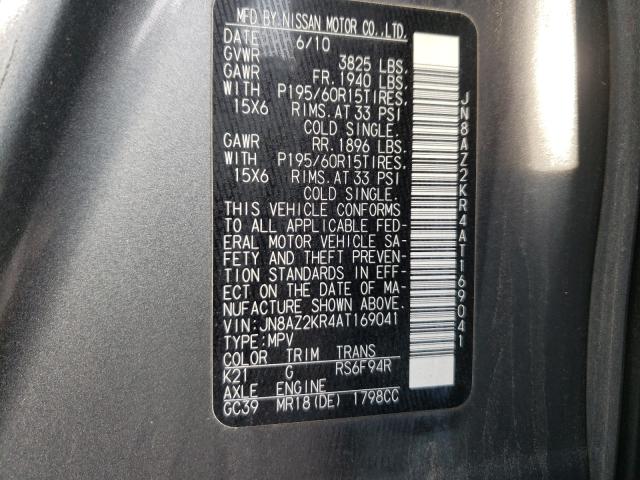 MFD BY NISSAN MOTOR CO.,LTD.
DATE 6/10
GVWR 3825 LBS.
GAWR FR. 1940 LBS.
WITH P195/60R15TIRES,
15X6 RIMS. AT 33 PSI
COLD SINGLE.
GAWR RR. 1896 LBS.
WITH P195/60R15TIRES,
15X6 RIMS. AT 33 PSI
COLD SINGLE.
THIS VEHICLE CONFORMS
TO ALL APPLICABLE FED-
ERAL MOTOR VEHICLE SA-
FETY AND THEFT PREVEN-
TION STANDARDS IN EFF-
ECT ON THE DATE OF MA-
NUFACTURE SHOWN ABOVE.
VIN: JN8AZ2KR4AT169041
TYPE: MPV
COLOR TRIM TRANS
K21 G RS6F94R
AXLE ENGINE
GC39 MR18(DE) 1798CC
JN8AZ2KR4AT169041